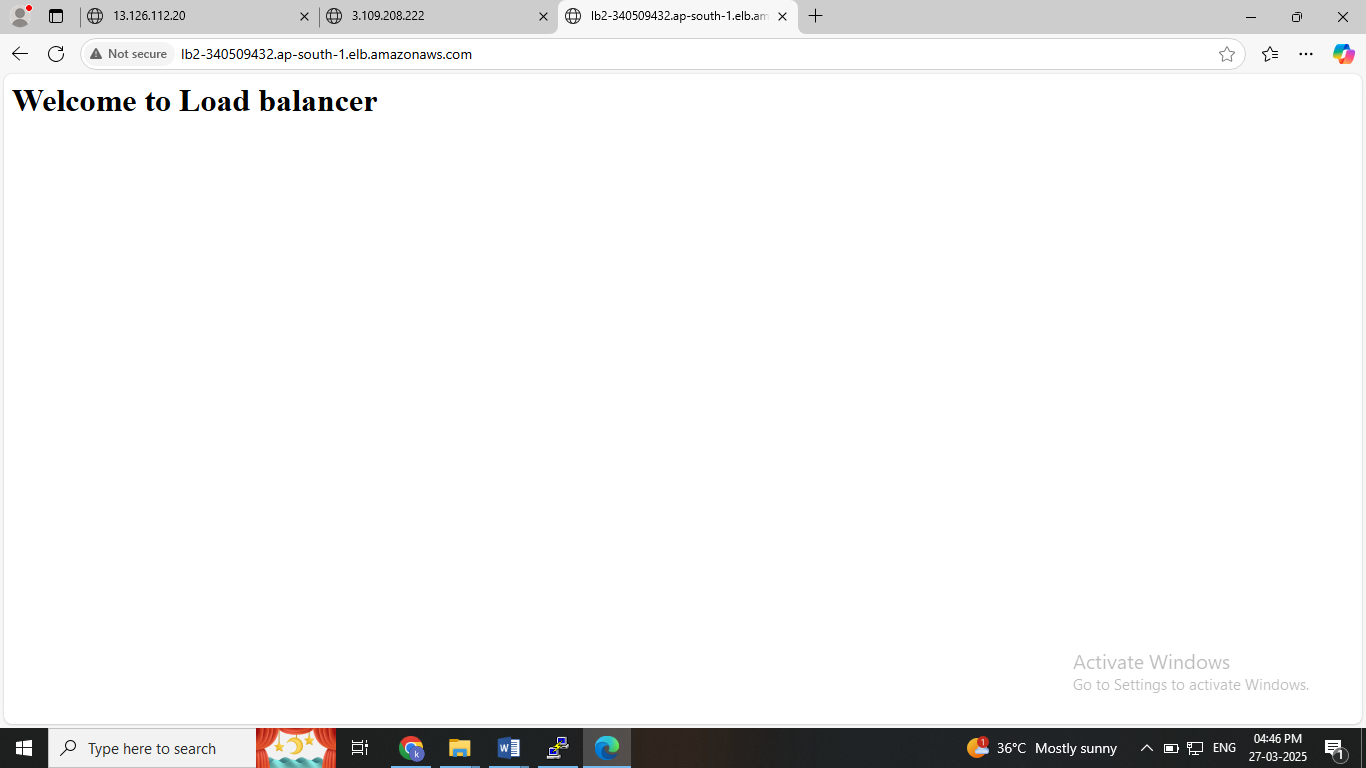 13.126.112.20
3.109.208.222
lb2-340509432.ap-south-1.elb.am
Not secure
lb2-340509432.ap-south-1.elb.amazonaws.com
Welcome to Load balancer
Activate Windows
Go to Settings to activate Windows.
Type here to search
k
W
1
36°C Mostly sunny
ENG
04:46 PM
27-03-2025
1